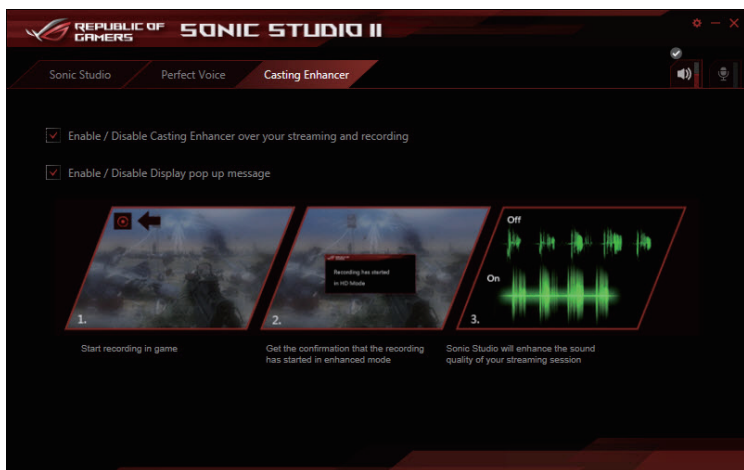 REPUBLIC OF
GAMERS
SONIC STUDIO II
Sonic Studio
Perfect Voice
Casting Enhancer
Enable / Disable Casting Enhancer over your streaming and recording
Enable / Disable Display pop up message
Recording has started
in HD Mode
Off
On
1.
2.
3.
Start recording in game
Get the confirmation that the recording
has started in enhanced mode
Sonic Studio will enhance the sound
quality of your streaming session